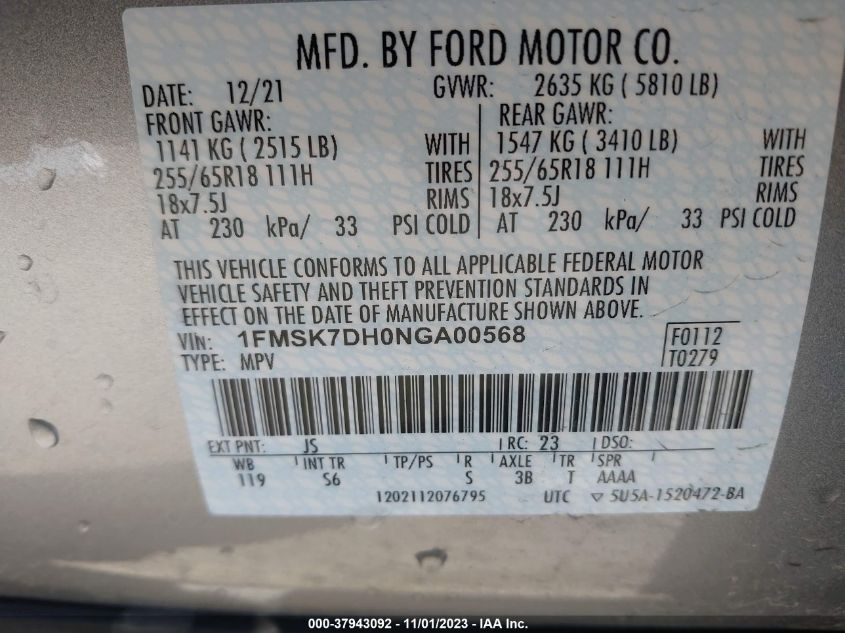 MFD. BY FORD MOTOR CO.
DATE: 12/21 GVWR: 2635 KG ( 5810 LB)
FRONT GAWR: REAR GAWR:
1141 KG ( 2515 LB) WITH 1547 KG ( 3410 LB) WITH
255/65R18 111H TIRES 255/65R18 111H TIRES
18x7.5J RIMS 18x7.5J RIMS
AT 230 kPa/ 33 PSI COLD AT 230 kPa/ 33 PSI COLD
THIS VEHICLE CONFORMS TO ALL APPLICABLE FEDERAL MOTOR
VEHICLE SAFETY AND THEFT PREVENTION STANDARDS IN
EFFECT ON THE DATE OF MANUFACTURE SHOWN ABOVE.
VIN: 1FMSK7DH0NGA00568 F0112
TYPE: MPV T0279
EXT PNT: JS RC: 23 DSO:
WB INT TR TP/PS R AXLE TR SPR
119 S6 S 3B T AAAA
1202112076795 UTC ▽ 5U5A-1520472-BA
000-37943092 - 11/01/2023 - IAA Inc.